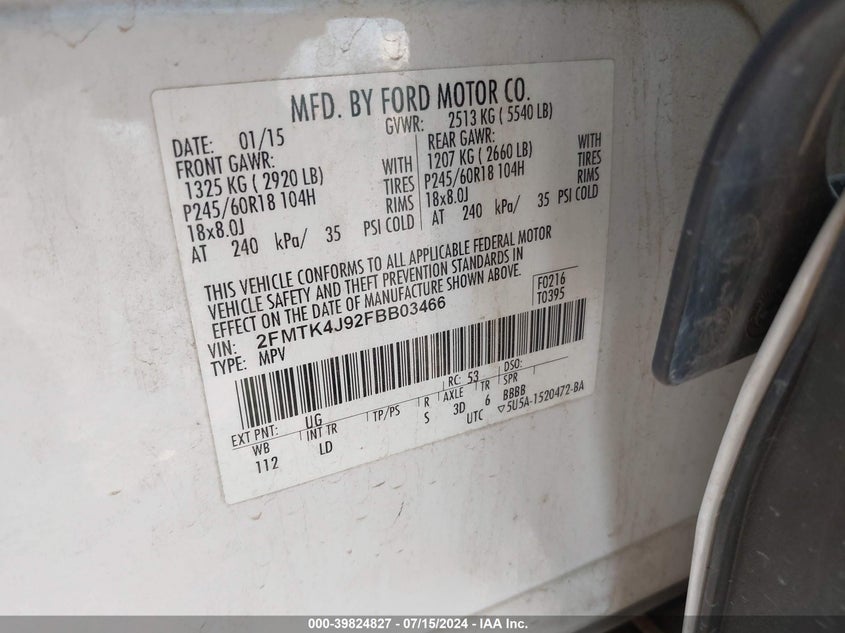 MFD. BY FORD MOTOR CO.
DATE: 01/15
GVWR: 2513 KG ( 5540 LB)
FRONT GAWR:
1325 KG ( 2920 LB)
P245/60R18 104H
18x8.0J
WITH
TIRES
RIMS
AT 240 kPa/ 35 PSI COLD
REAR GAWR:
1207 KG ( 2660 LB)
P245/60R18 104H
18x8.0J
WITH
TIRES
RIMS
AT 240 kPa/ 35 PSI COLD
THIS VEHICLE CONFORMS TO ALL APPLICABLE FEDERAL MOTOR
VEHICLE SAFETY AND THEFT PREVENTION STANDARDS IN
EFFECT ON THE DATE OF MANUFACTURE SHOWN ABOVE.
F0216
T0395
VIN: 2FMTK4J92FBB03466
TYPE: MPV
EXT PNT: UG
RC: 53
DSO:
WB
INT TR
TP/PS
R
AXLE
TR
SPR
112
LD
S
3D
6
BBBB
UTC
▽5U5A-1520472-BA
000-39824827 - 07/15/2024 - IAA Inc.